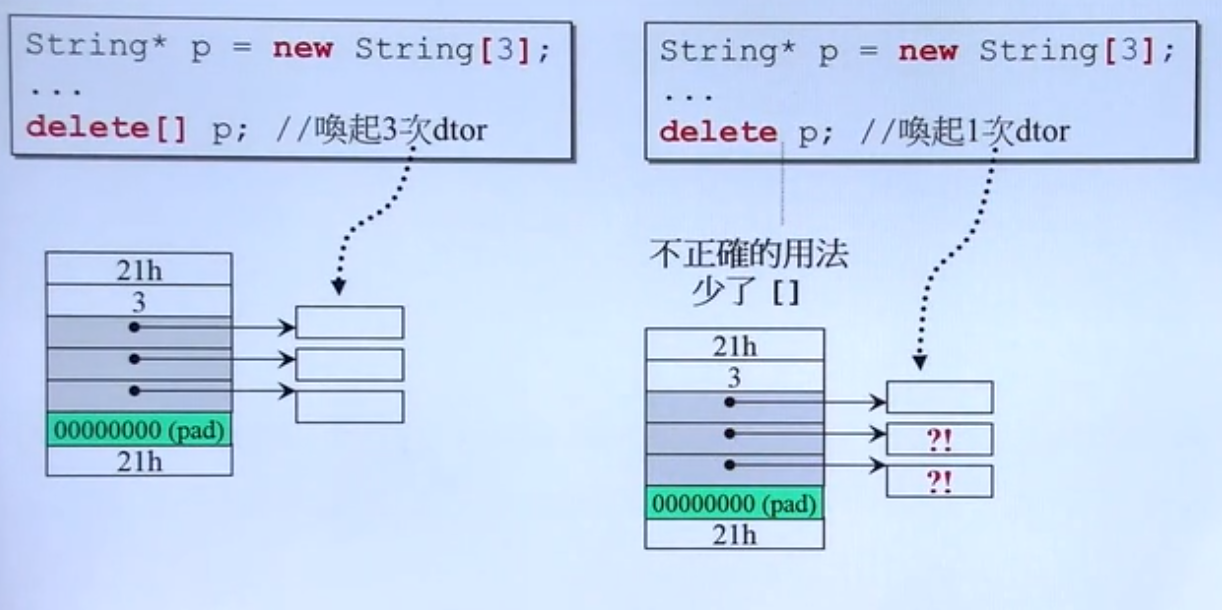 String* p = new String[3];
...
delete[] p; //喚起3次dtor
21h
3
00000000 (pad)
21h
String* p = new String[3];
...
delete p; //喚起1次dtor
不正確的用法
少了 []
21h
3
?!
?!
00000000 (pad)
21h